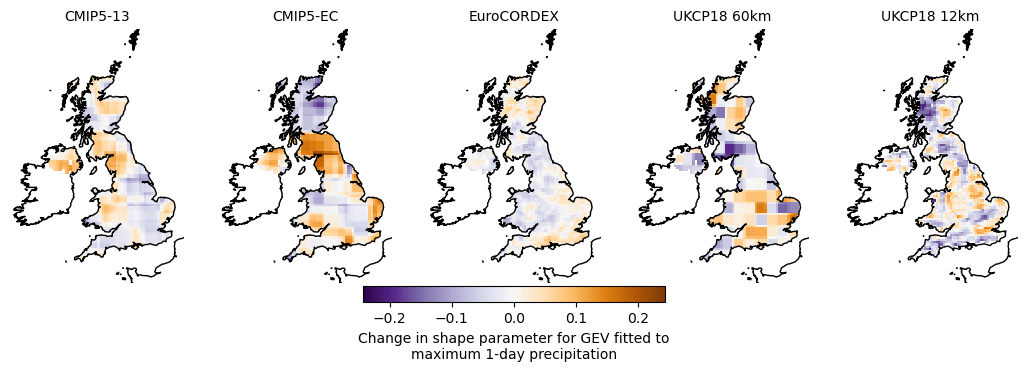 CMIP5-13
CMIP5-EC
EuroCORDEX
UKCP18 60km
UKCP18 12km
−0.2
−0.1
0.0
0.1
0.2
Change in shape parameter for GEV fitted to
maximum 1-day precipitation